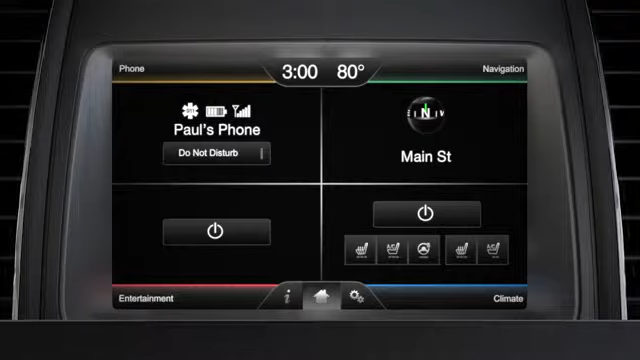 Phone
3:00 80°
Navigation
Paul's Phone
Do Not Disturb
E N W
Main St
Entertainment
i
Climate